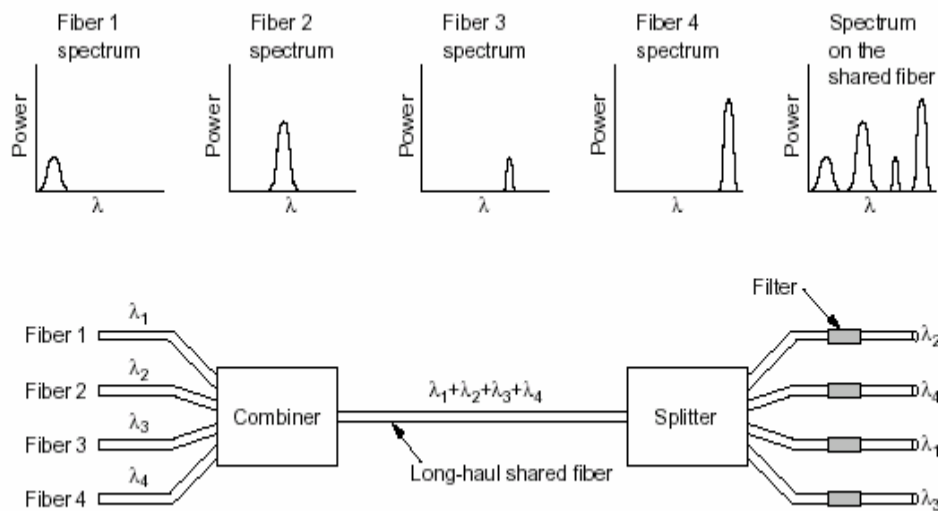 Fiber 1
spectrum
Fiber 2
spectrum
Fiber 3
spectrum
Fiber 4
spectrum
Spectrum
on the
shared fiber
Power
λ
Power
λ
Power
λ
Power
λ
Power
λ
Filter
Fiber 1
λ1
λ2
Fiber 2
λ2
λ4
Combiner
λ1+λ2+λ3+λ4
Splitter
Fiber 3
λ3
λ1
Long-haul shared fiber
Fiber 4
λ4
λ3